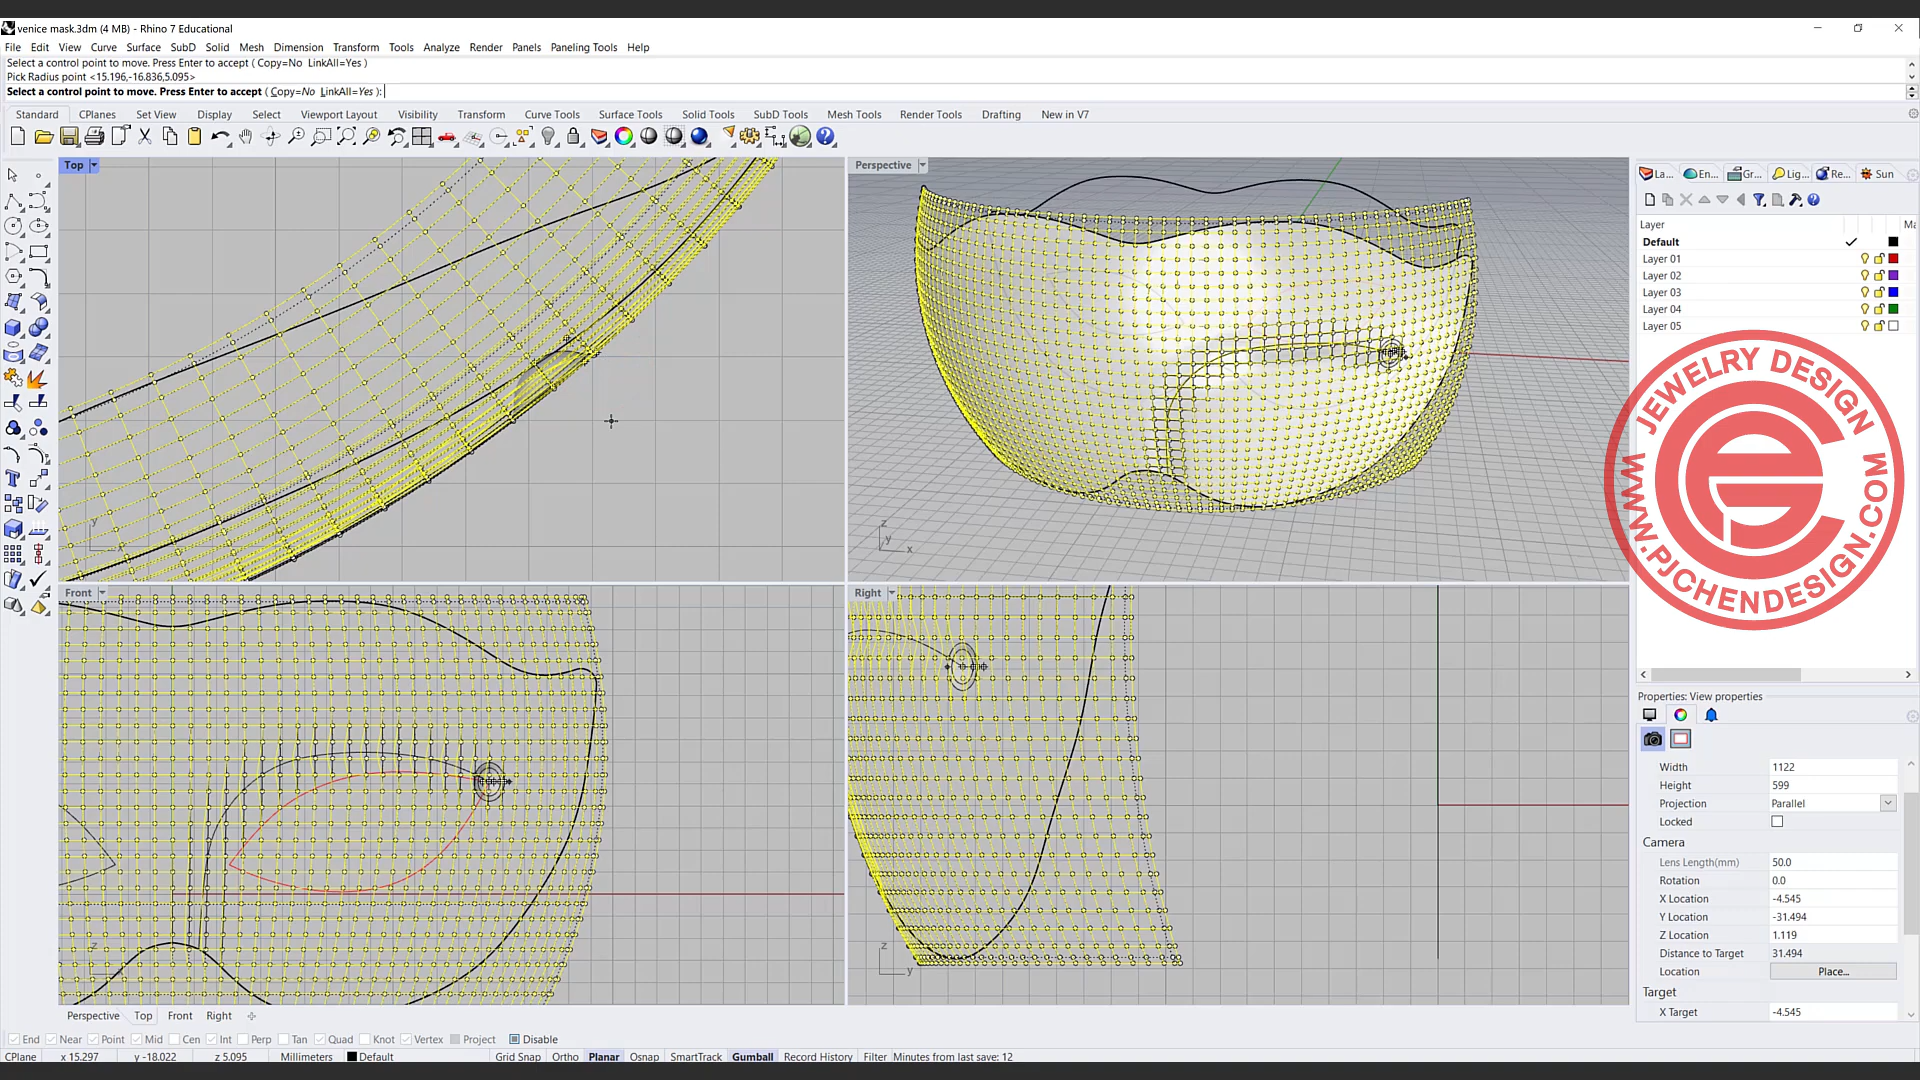 venice mask.3dm (4 MB) - Rhino 7 Educational
File Edit View Curve Surface SubD Solid Mesh Dimension Transform Tools Analyze Render Panels Paneling Tools Help
Select a control point to move. Press Enter to accept ( Copy=No LinkAll=Yes )
Pick Radius point <15.196,-16.836,5.095>
Select a control point to move. Press Enter to accept ( Copy=No LinkAll=Yes ):
Standard CPlanes Set View Display Select Viewport Layout Visibility Transform Curve Tools Surface Tools Solid Tools SubD Tools Mesh Tools Render Tools Drafting New in V7
Top
Perspective
La... En... Gr... Lig... Re... Sun
Layer Ma
Default
Layer 01
Layer 02
Layer 03
Layer 04
Layer 05
JEWELRY DESIGN
WWW.PJCHENDESIGN.COM
z
y
x
y
x
Front
Right
Properties: View properties
Width 1122
Height 599
Projection Parallel
Locked
Camera
Lens Length(mm) 50.0
Rotation 0.0
X Location -4.545
Y Location -31.494
Z Location 1.119
Distance to Target 31.494
Location Place...
Target
X Target -4.545
z
z
y
Perspective Top Front Right
End Near Point Mid Cen Int Perp Tan Quad Knot Vertex Project Disable
CPlane x 15.297 y -18.022 z 5.095 Millimeters Default Grid Snap Ortho Planar Osnap SmartTrack Gumball Record History Filter Minutes from last save: 12